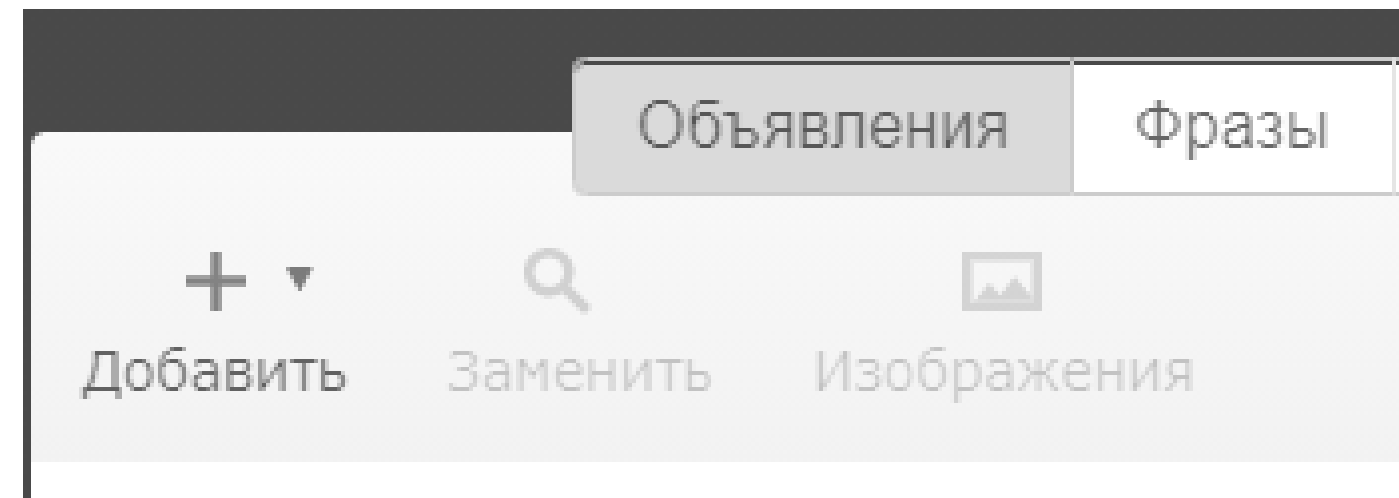 Объявления Фразы
Добавить Заменить Изображения